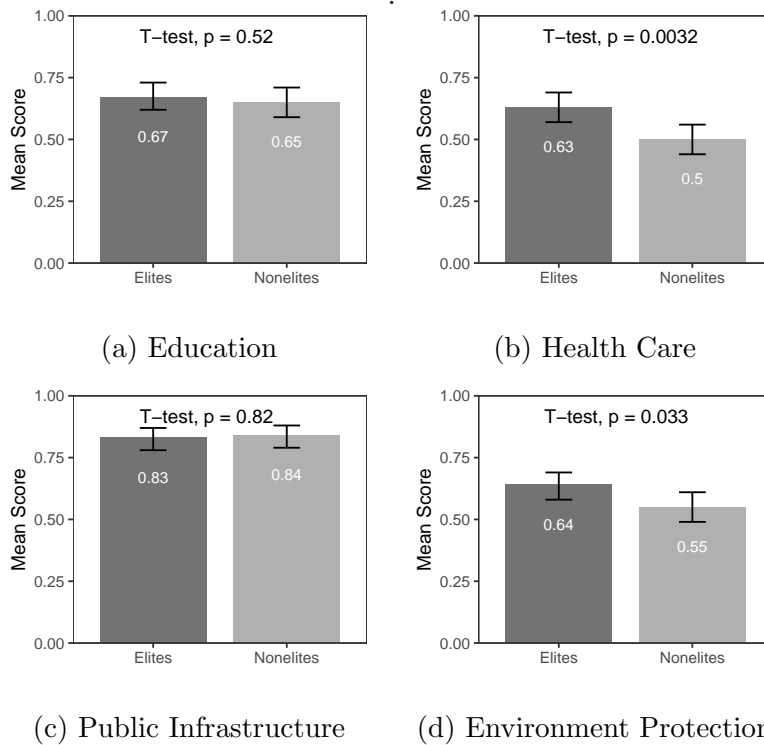 .
T−test, p = 0.52
1.00
0.75
0.50
0.25
0.00
Mean Score
0.67
0.65
Elites
Nonelites
(a) Education
T−test, p = 0.0032
1.00
0.75
0.50
0.25
0.00
Mean Score
0.63
0.5
Elites
Nonelites
(b) Health Care
T−test, p = 0.82
1.00
0.75
0.50
0.25
0.00
Mean Score
0.83
0.84
Elites
Nonelites
(c) Public Infrastructure
T−test, p = 0.033
1.00
0.75
0.50
0.25
0.00
Mean Score
0.64
0.55
Elites
Nonelites
(d) Environment Protection